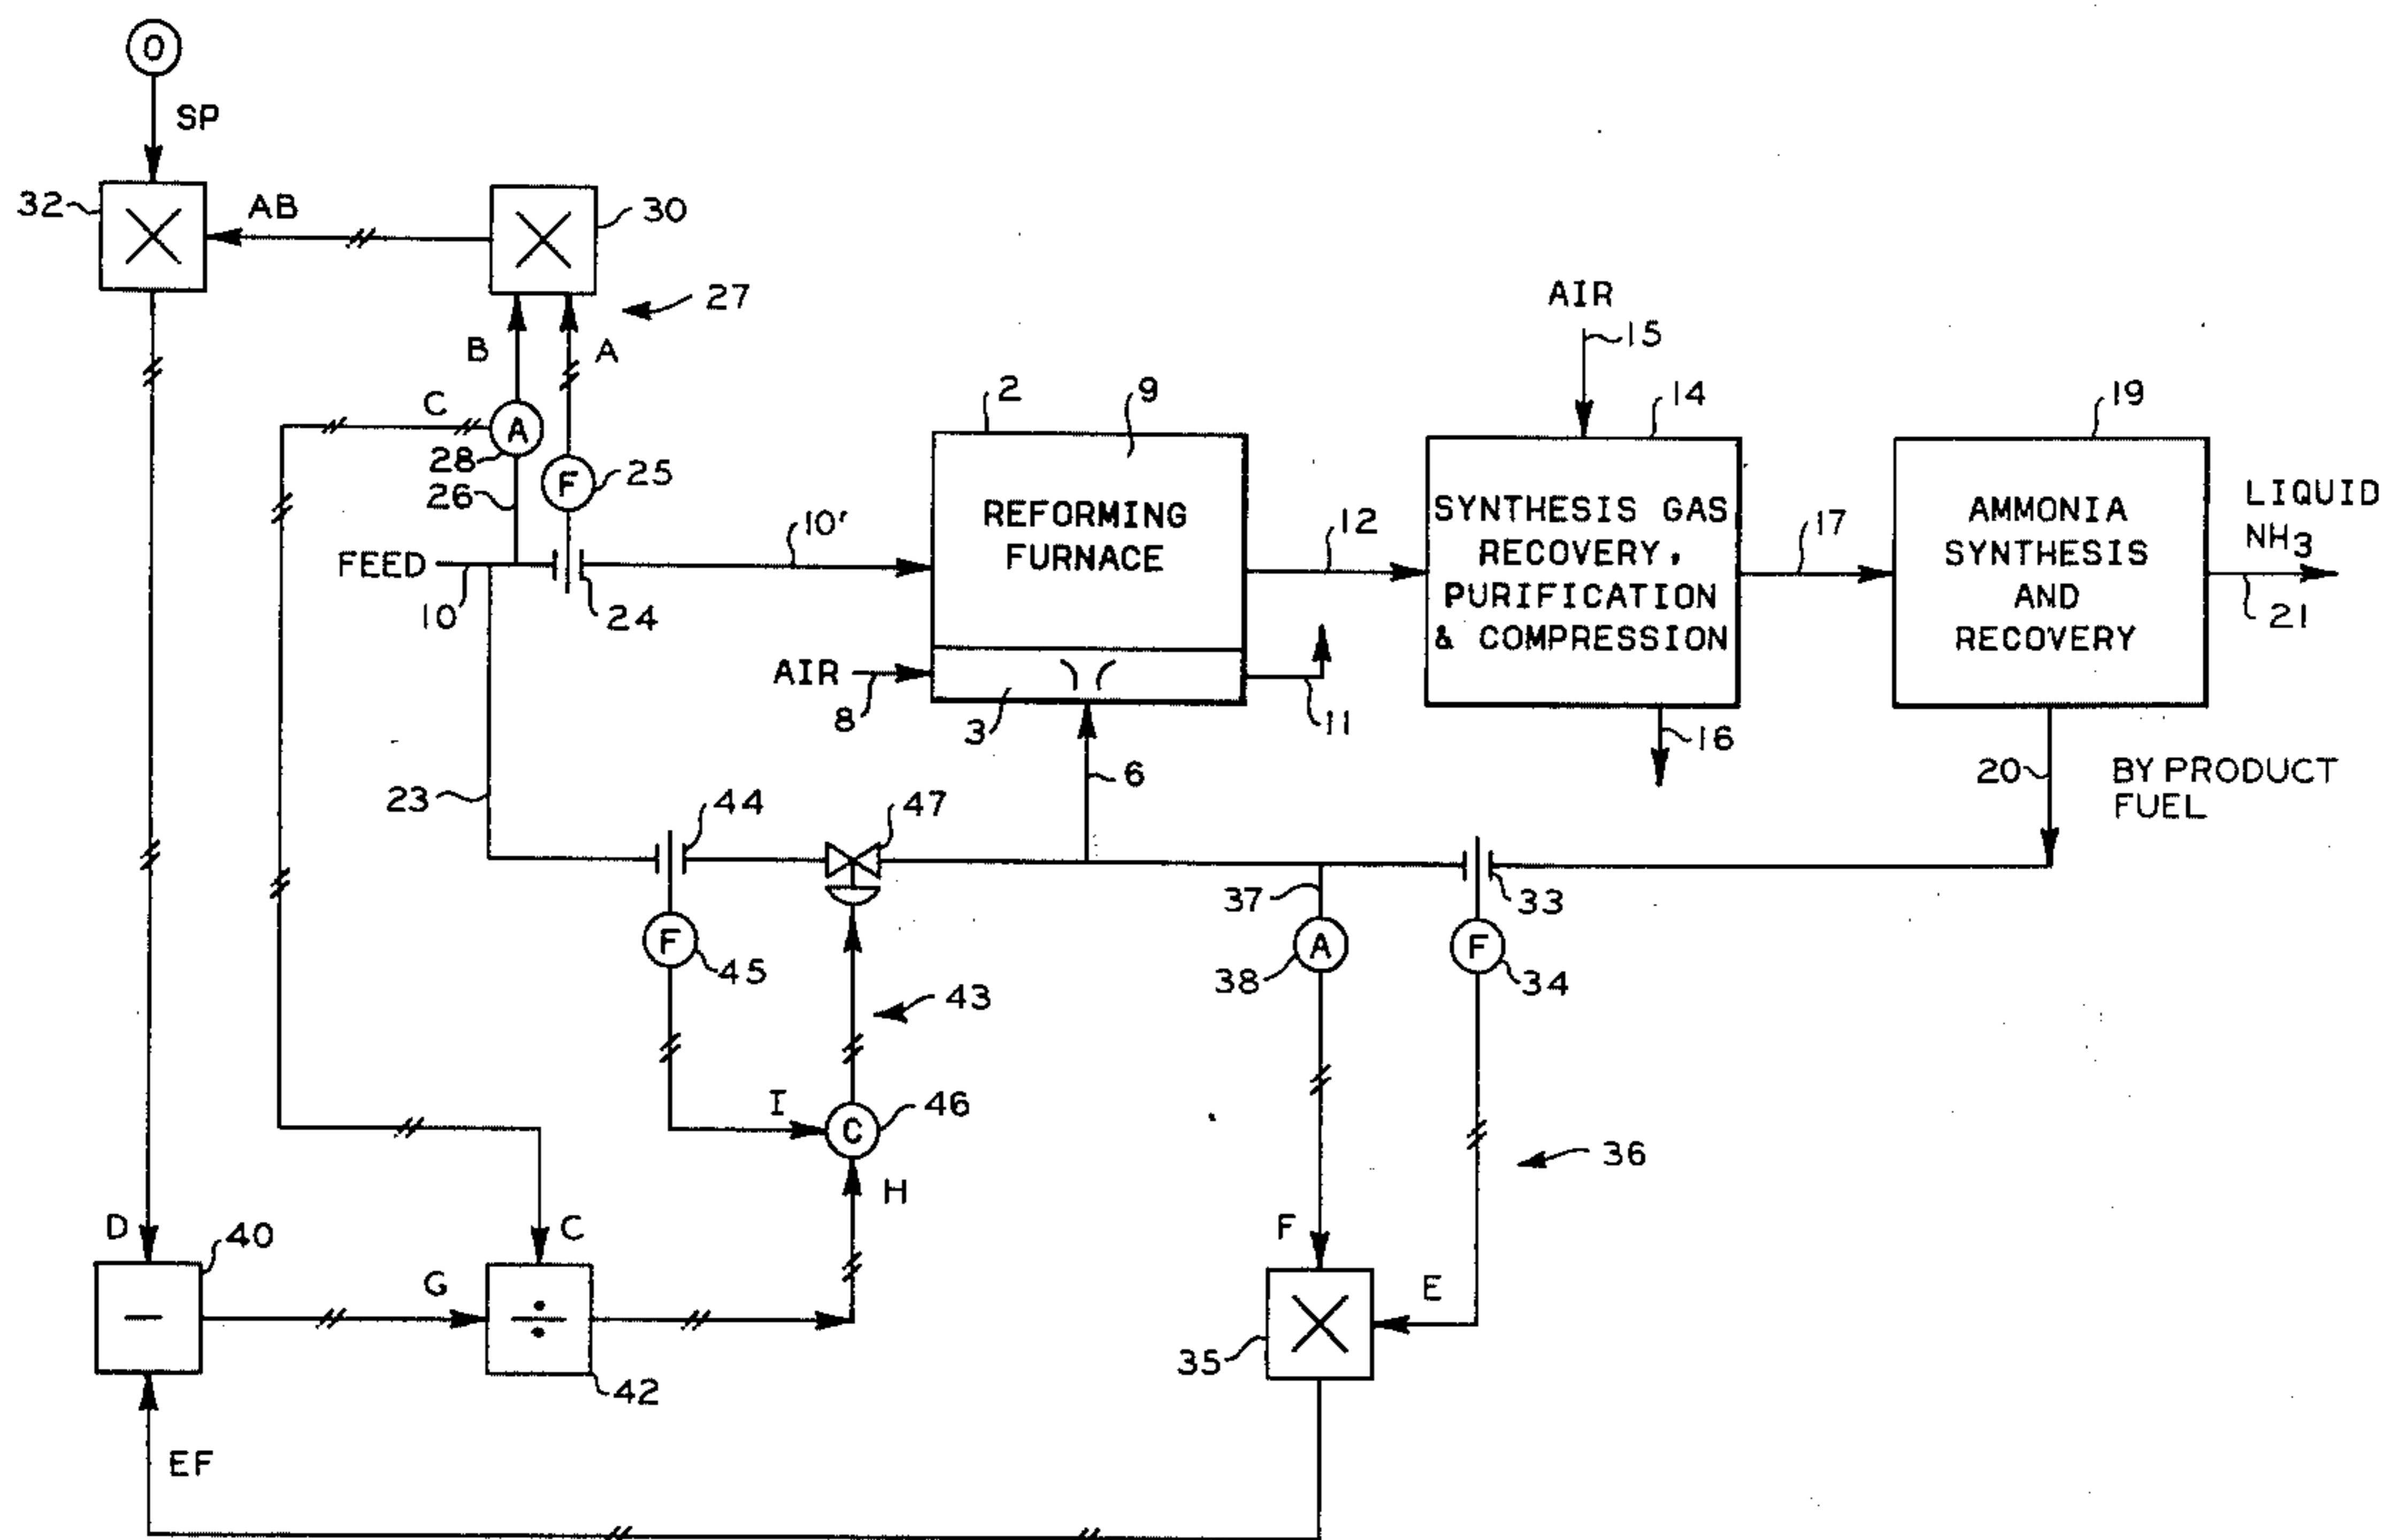 O
SP
32
AB
30
27
B
A
C
A
28
26
F
25
FEED
10
24
10'
2
9
REFORMING
FURNACE
AIR
8
3
11
6
12
AIR
15
14
SYNTHESIS GAS
RECOVERY,
PURIFICATION
& COMPRESSION
16
17
19
AMMONIA
SYNTHESIS
AND
RECOVERY
LIQUID
NH3
21
20
BY PRODUCT
FUEL
23
44
47
F
45
43
37
A
38
33
F
34
36
I
C
46
H
D
40
−
G
C
÷
42
F
E
35
EF